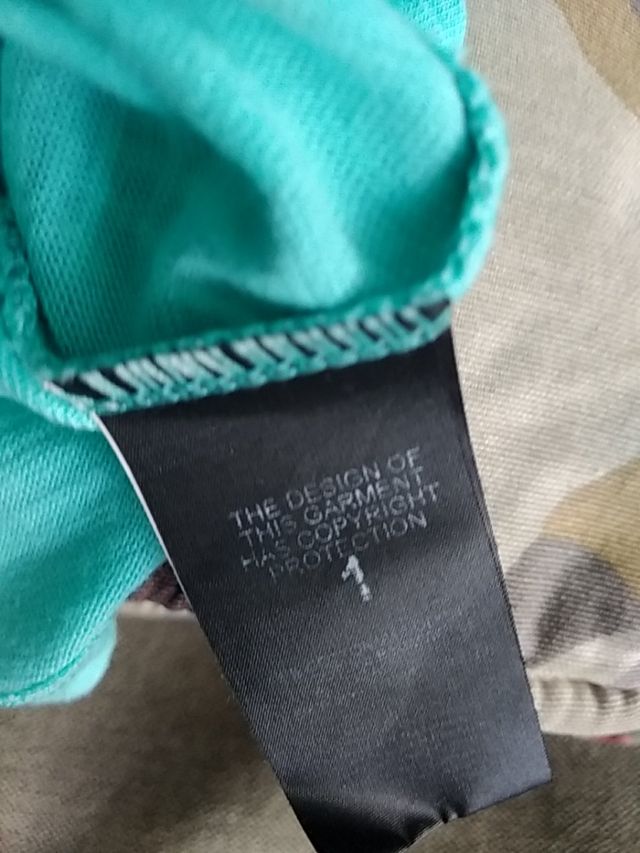 THE DESIGN OF
THIS GARMENT
HAS COPYRIGHT
PROTECTION
1